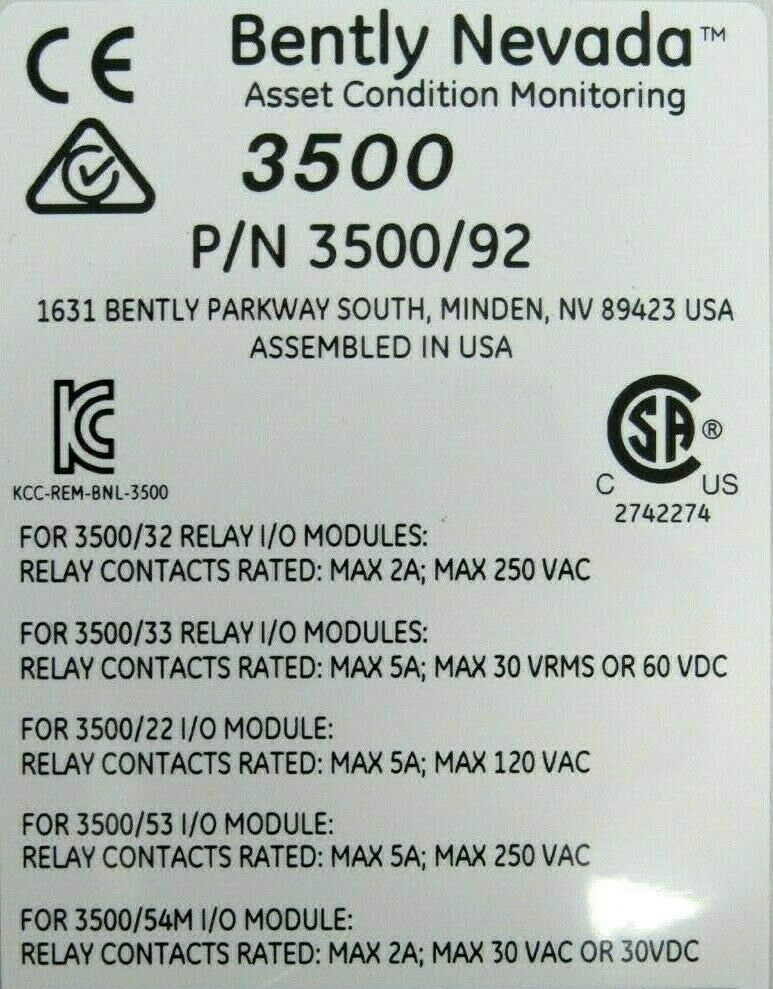 CE
Bently Nevada™
Asset Condition Monitoring
3500
P/N 3500/92
1631 BENTLY PARKWAY SOUTH, MINDEN, NV 89423 USA
ASSEMBLED IN USA
KC
KCC-REM-BNL-3500
SA®
C US
2742274
FOR 3500/32 RELAY I/O MODULES:
RELAY CONTACTS RATED: MAX 2A; MAX 250 VAC
FOR 3500/33 RELAY I/O MODULES:
RELAY CONTACTS RATED: MAX 5A; MAX 30 VRMS OR 60 VDC
FOR 3500/22 I/O MODULE:
RELAY CONTACTS RATED: MAX 5A; MAX 120 VAC
FOR 3500/53 I/O MODULE:
RELAY CONTACTS RATED: MAX 5A; MAX 250 VAC
FOR 3500/54M I/O MODULE:
RELAY CONTACTS RATED: MAX 2A; MAX 30 VAC OR 30VDC